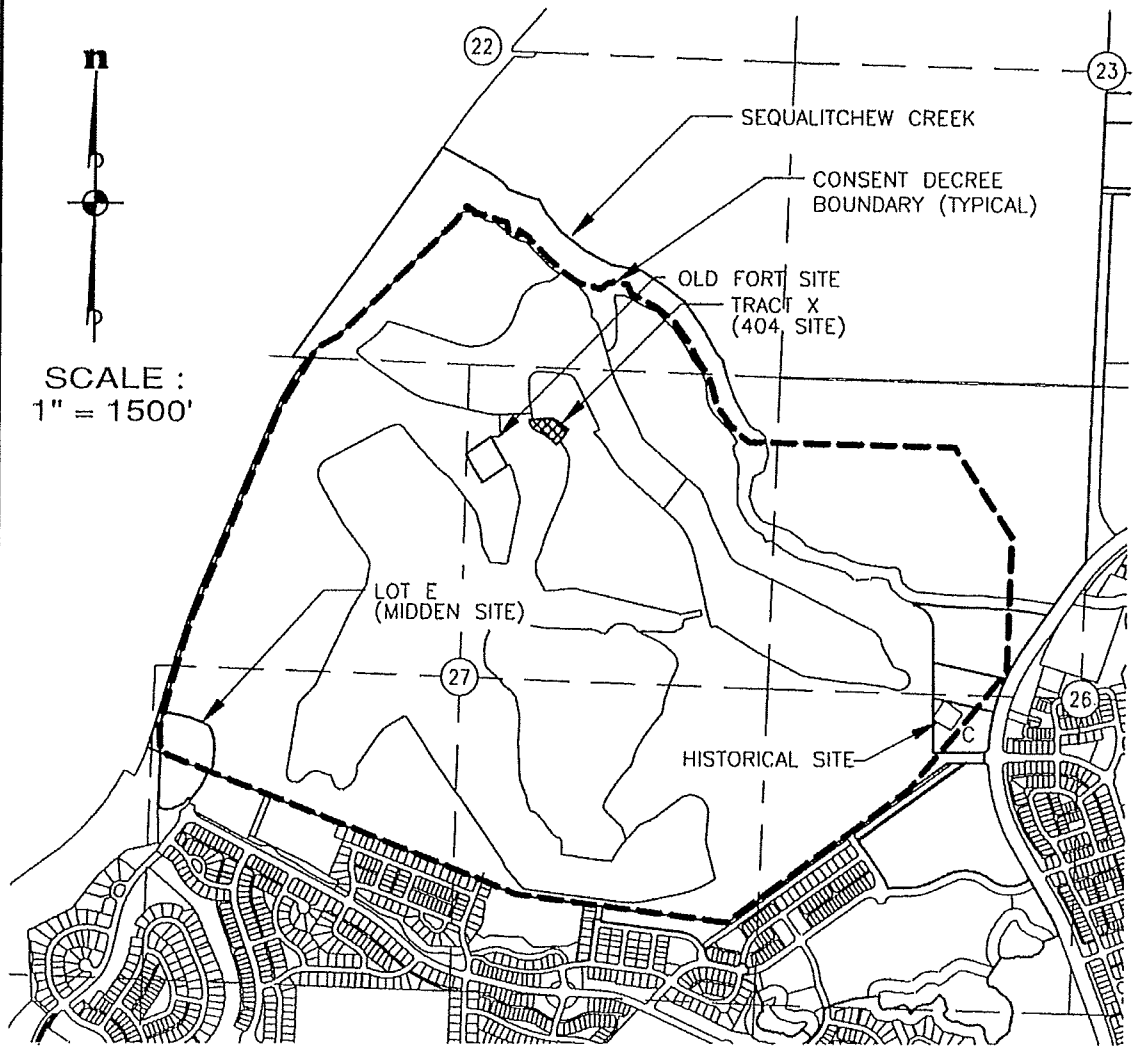 n
22
23
SEQUALITCHEW CREEK
CONSENT DECREE
BOUNDARY (TYPICAL)
OLD FORT SITE
TRACT X
(404 SITE)
SCALE :
1" = 1500'
LOT E
(MIDDEN SITE)
27
26
C
HISTORICAL SITE